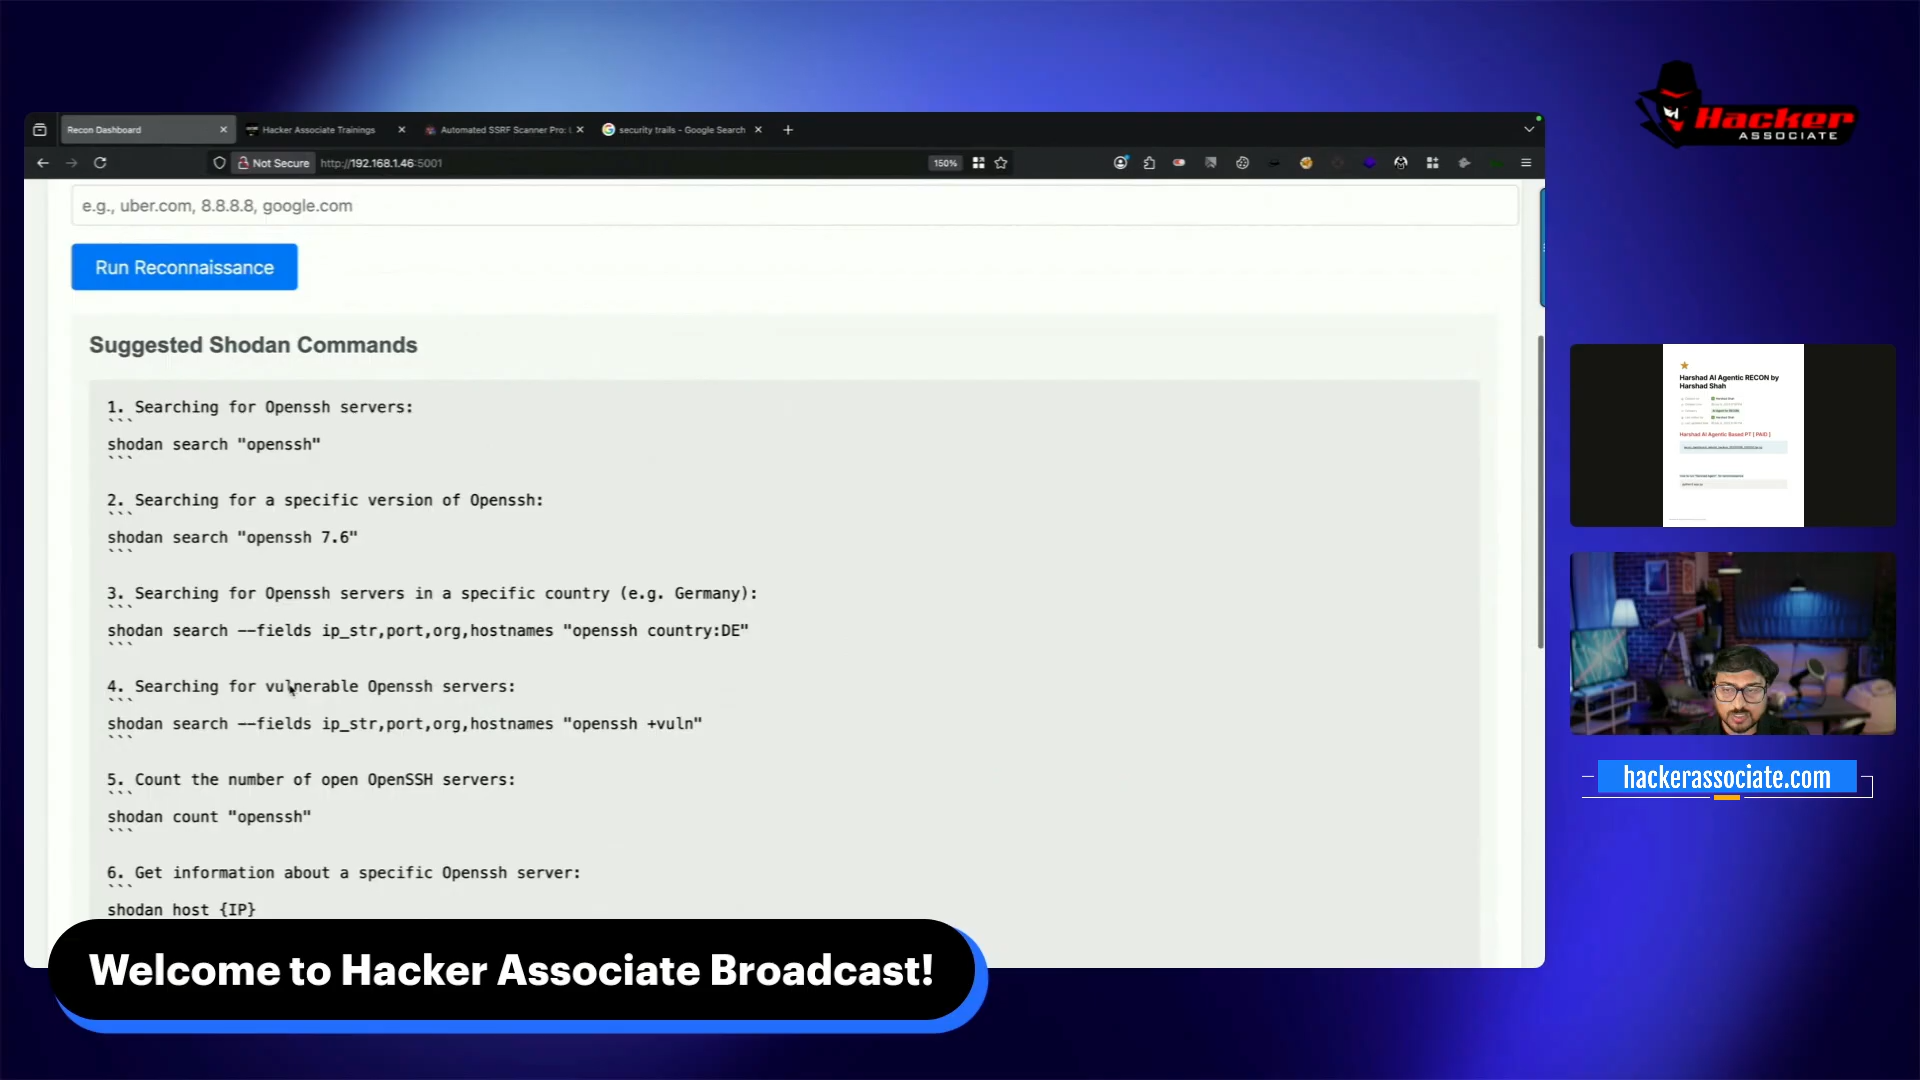 Recon Dashboard
Hacker Associate Trainings
Automated SSRF Scanner Pro:
security trails - Google Search
Not Secure
http://192.168.1.46:5001
150%
e.g., uber.com, 8.8.8.8, google.com
Run Reconnaissance
Suggested Shodan Commands
1. Searching for Openssh servers:
```
shodan search "openssh"
```
2. Searching for a specific version of Openssh:
```
shodan search "openssh 7.6"
```
3. Searching for Openssh servers in a specific country (e.g. Germany):
```
shodan search --fields ip_str,port,org,hostnames "openssh country:DE"
```
4. Searching for vulnerable Openssh servers:
```
shodan search --fields ip_str,port,org,hostnames "openssh +vuln"
```
5. Count the number of open OpenSSH servers:
```
shodan count "openssh"
```
6. Get information about a specific Openssh server:
```
shodan host {IP}
Welcome to Hacker Associate Broadcast!
Hacker
ASSOCIATE
Harshad AI Agentic RECON by
Harshad Shah
Harshad AI Agentic Based PT [ PAID ]
hackerassociate.com